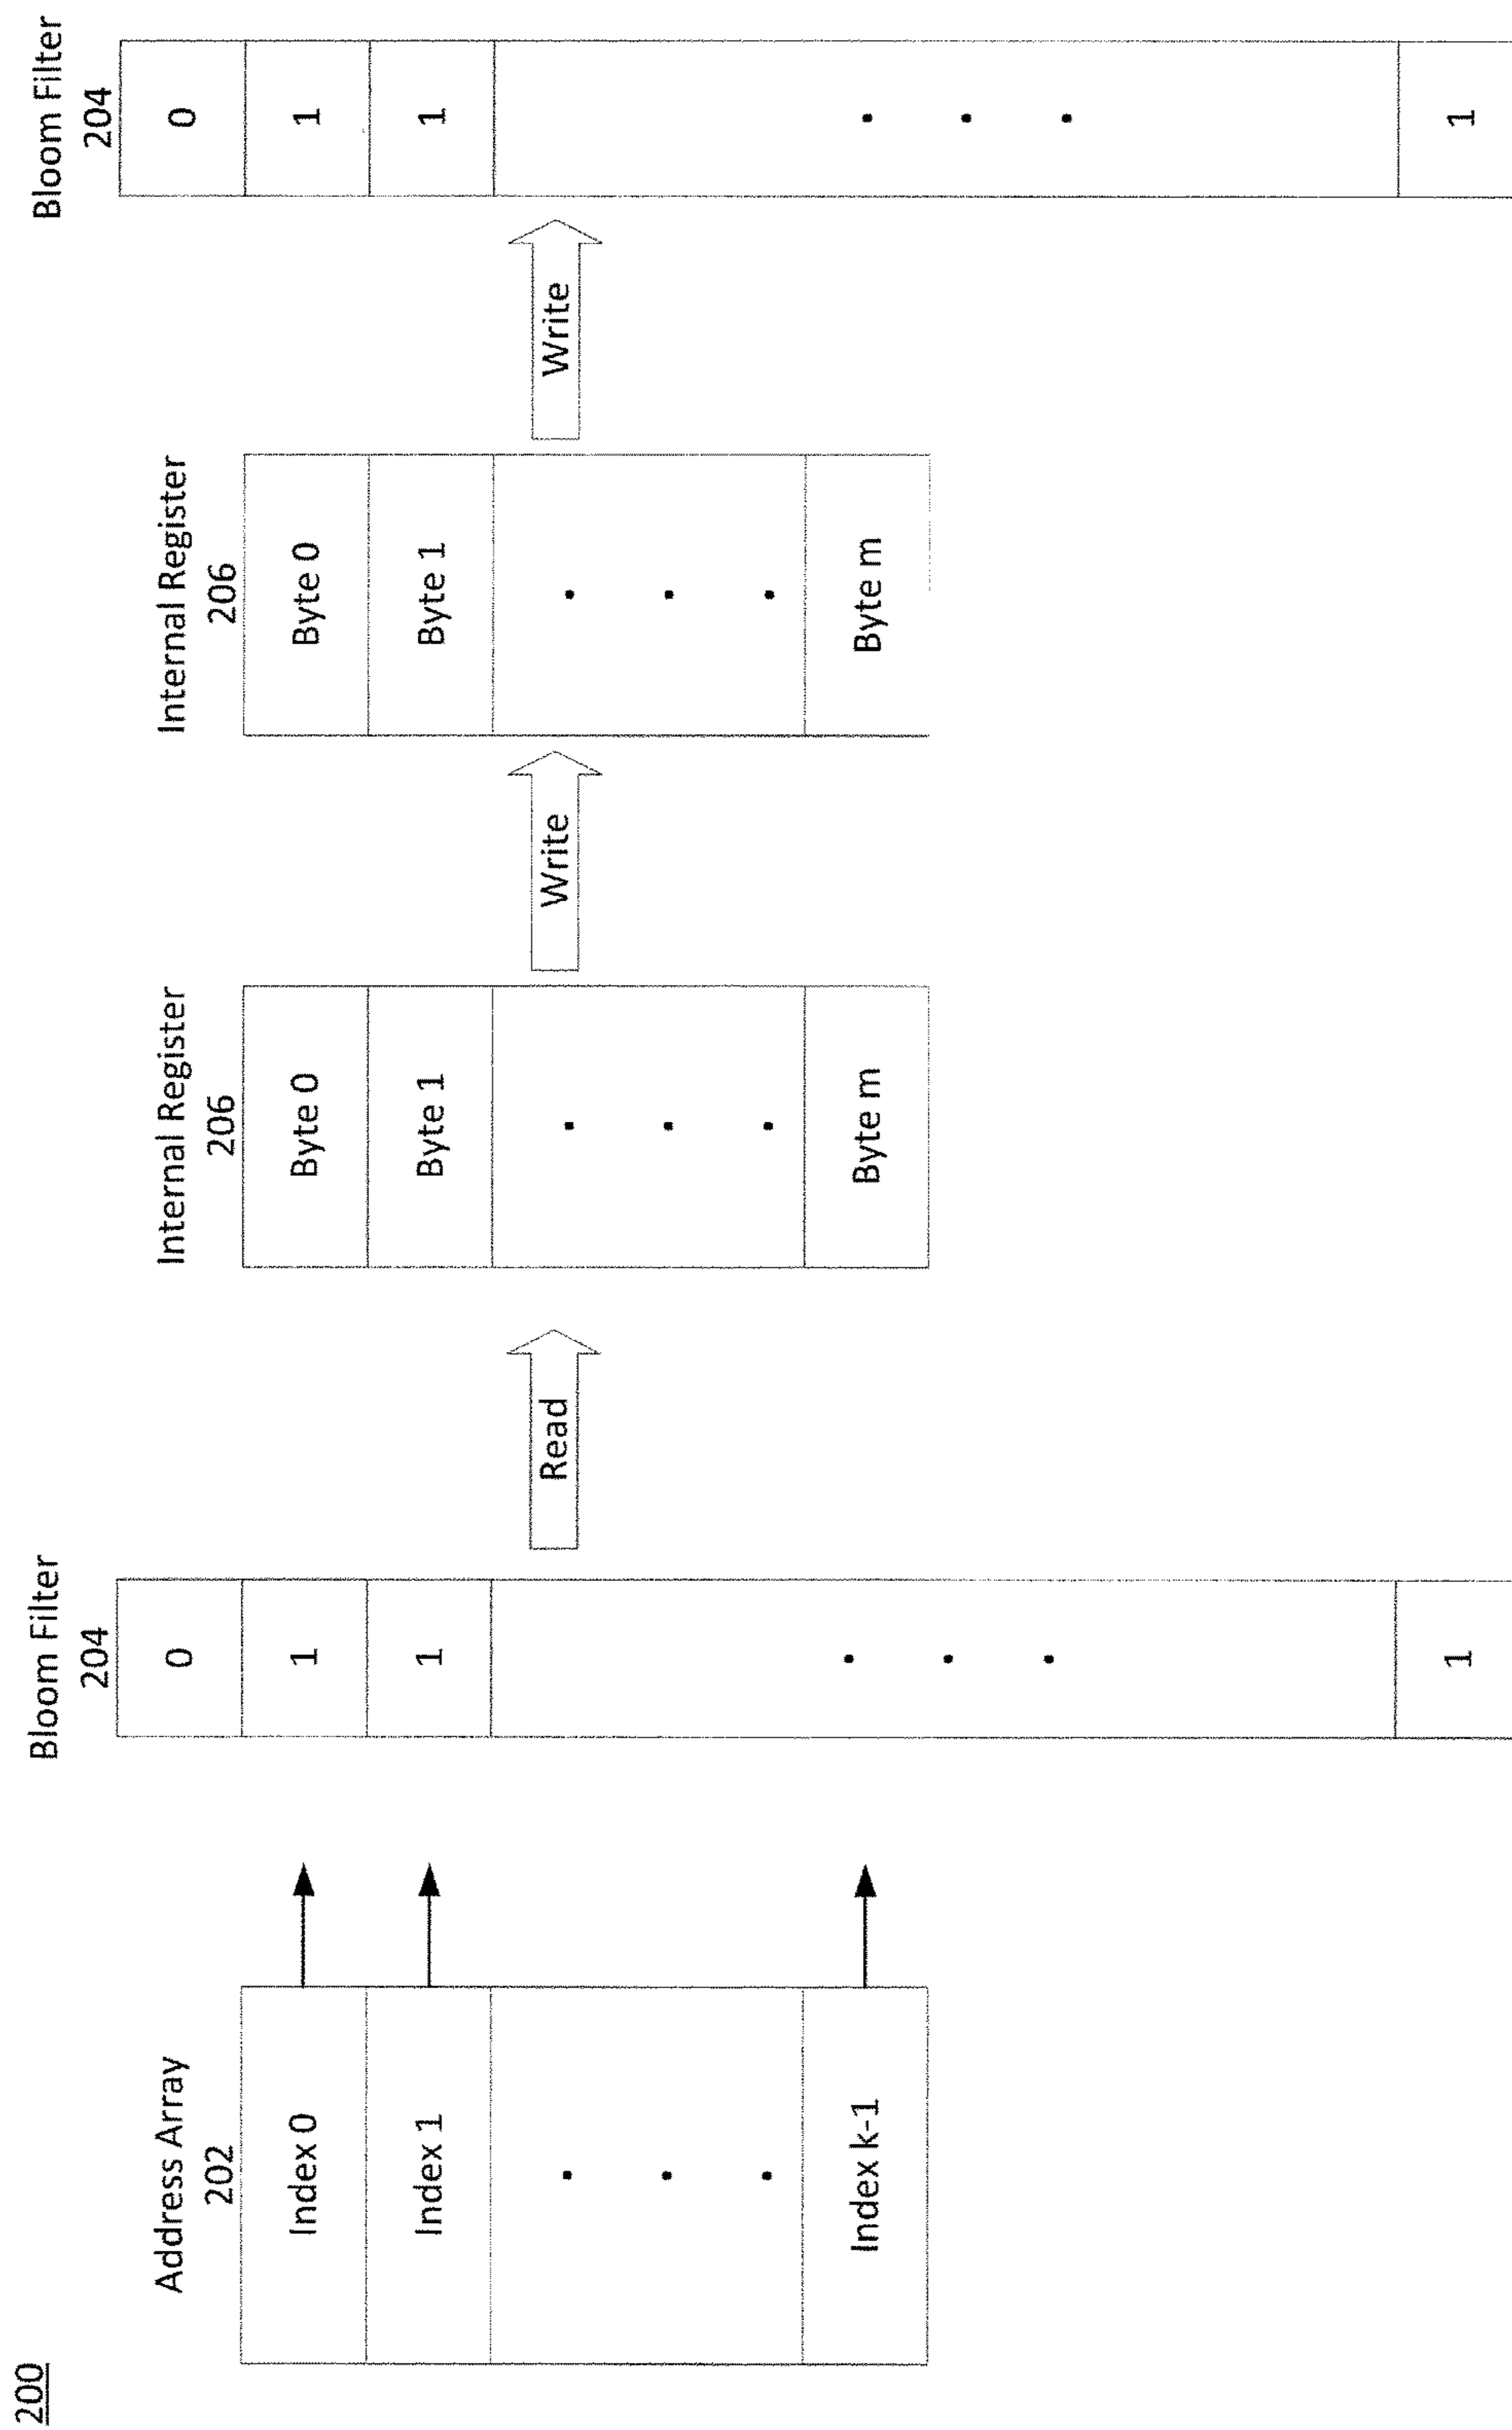 200
Address Array
202
Index 0
Index 1
Index k-1
Bloom Filter
204
0
1
1
1
Read
Internal Register
206
Byte 0
Byte 1
Byte m
Write
Internal Register
206
Byte 0
Byte 1
Byte m
Write
Bloom Filter
204
0
1
1
1